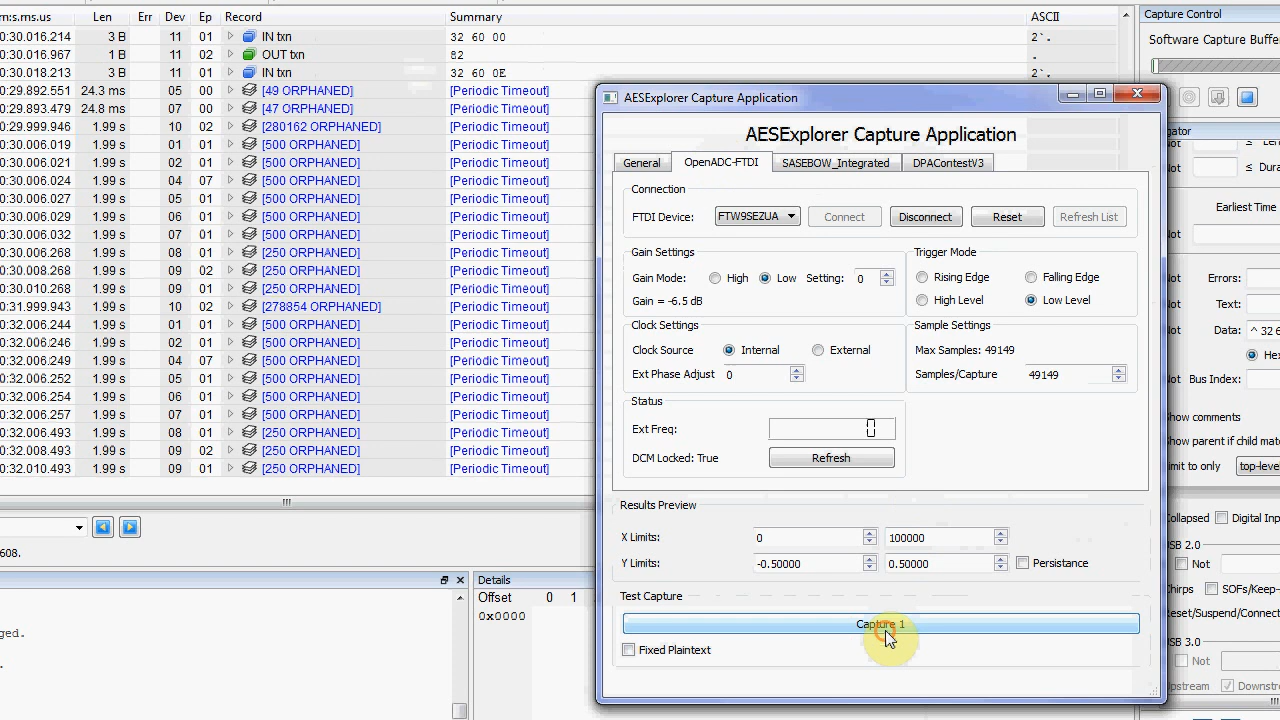 m:s.ms.us Len Err Dev Ep Record Summary ASCII
0:30.016.214 3 B 11 01 IN txn 32 60 00 2`.
0:30.016.967 1 B 11 02 OUT txn 82 .
0:30.018.213 3 B 11 01 IN txn 32 60 0E 2`.
0:29.892.551 24.3 ms 05 00 [49 ORPHANED] [Periodic Timeout]
0:29.893.479 24.8 ms 07 00 [47 ORPHANED] [Periodic Timeout]
0:29.999.946 1.99 s 10 02 [280162 ORPHANED] [Periodic Timeout]
0:30.006.019 1.99 s 01 01 [500 ORPHANED] [Periodic Timeout]
0:30.006.021 1.99 s 02 01 [500 ORPHANED] [Periodic Timeout]
0:30.006.024 1.99 s 04 07 [500 ORPHANED] [Periodic Timeout]
0:30.006.027 1.99 s 05 01 [500 ORPHANED] [Periodic Timeout]
0:30.006.029 1.99 s 06 01 [500 ORPHANED] [Periodic Timeout]
0:30.006.032 1.99 s 07 01 [500 ORPHANED] [Periodic Timeout]
0:30.006.268 1.99 s 08 01 [250 ORPHANED] [Periodic Timeout]
0:30.008.268 1.99 s 09 02 [250 ORPHANED] [Periodic Timeout]
0:30.010.268 1.99 s 09 01 [250 ORPHANED] [Periodic Timeout]
0:31.999.943 1.99 s 10 02 [278854 ORPHANED] [Periodic Timeout]
0:32.006.244 1.99 s 01 01 [500 ORPHANED] [Periodic Timeout]
0:32.006.246 1.99 s 02 01 [500 ORPHANED] [Periodic Timeout]
0:32.006.249 1.99 s 04 07 [500 ORPHANED] [Periodic Timeout]
0:32.006.252 1.99 s 05 01 [500 ORPHANED] [Periodic Timeout]
0:32.006.254 1.99 s 06 01 [500 ORPHANED] [Periodic Timeout]
0:32.006.257 1.99 s 07 01 [500 ORPHANED] [Periodic Timeout]
0:32.006.493 1.99 s 08 01 [250 ORPHANED] [Periodic Timeout]
0:32.008.493 1.99 s 09 02 [250 ORPHANED] [Periodic Timeout]
0:32.010.493 1.99 s 09 01 [250 ORPHANED] [Periodic Timeout]
608.
ged.
Details
Offset 0 1
0x0000
AESExplorer Capture Application
AESExplorer Capture Application
General OpenADC-FTDI SASEBOW_Integrated DPAContestV3
Connection
FTDI Device: FTW9SEZUA Connect Disconnect Reset Refresh List
Gain Settings
Gain Mode: High Low Setting: 0
Gain = -6.5 dB
Trigger Mode
Rising Edge Falling Edge
High Level Low Level
Clock Settings
Clock Source Internal External
Ext Phase Adjust 0
Sample Settings
Max Samples: 49149
Samples/Capture 49149
Status
Ext Freq: 0
DCM Locked: True Refresh
Results Preview
X Limits: 0 100000
Y Limits: -0.50000 0.50000 Persistance
Test Capture
Capture 1
Fixed Plaintext
Capture Control
Software Capture Buffe
gator
Not ≤ Len
Not ≤ Dura
Earliest Time
Not
Not Errors:
Not Text:
Not Data: ^ 32 6
Hex
Not Bus Index:
Show comments
Show parent if child mat
imit to only top-leve
Collapsed Digital Inp
USB 2.0
Not
Chirps SOFs/Keep-
Reset/Suspend/Connec
USB 3.0
Not
Upstream Downstre